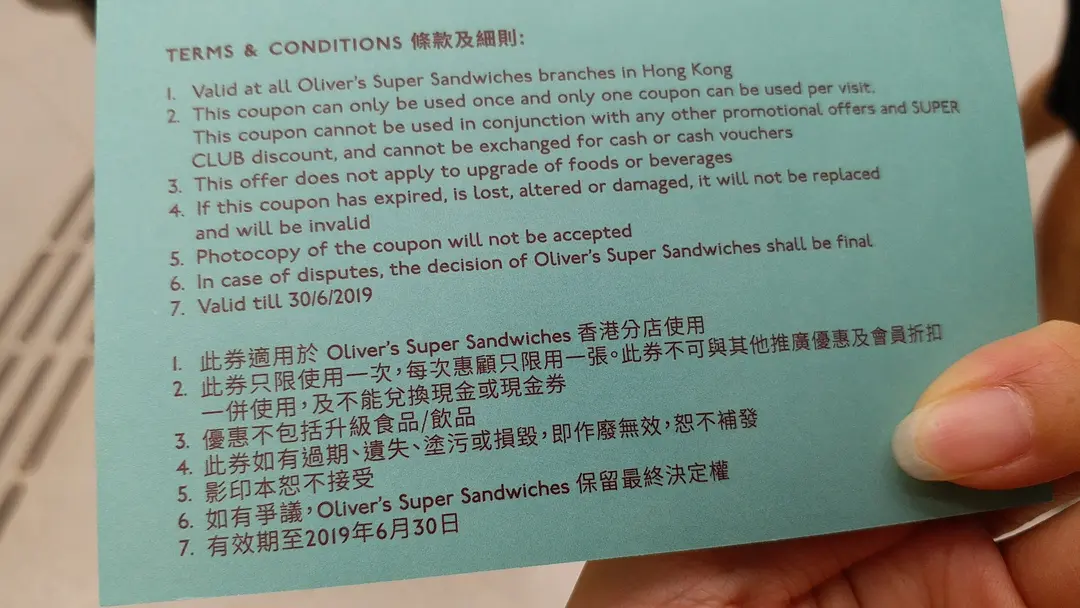 TERMS & CONDITIONS 條款及細則:
1. Valid at all Oliver's Super Sandwiches branches in Hong Kong
2. This coupon can only be used once and only one coupon can be used per visit.
This coupon cannot be used in conjunction with any other promotional offers and SUPER
CLUB discount, and cannot be exchanged for cash or cash vouchers
3. This offer does not apply to upgrade of foods or beverages
4. If this coupon has expired, is lost, altered or damaged, it will not be replaced
and will be invalid
5. Photocopy of the coupon will not be accepted
6. In case of disputes, the decision of Oliver's Super Sandwiches shall be final
7. Valid till 30/6/2019
1. 此券適用於 Oliver's Super Sandwiches 香港分店使用
2. 此券只限使用一次，每次惠顧只限用一張。此券不可與其他推廣優惠及會員折扣
一併使用，及不能兌換現金或現金券
3. 優惠不包括升級食品/飲品
4. 此券如有過期、遺失、塗污或損毀，即作廢無效，恕不補發
5. 影印本恕不接受
6. 如有爭議，Oliver's Super Sandwiches 保留最終決定權
7. 有效期至2019年6月30日